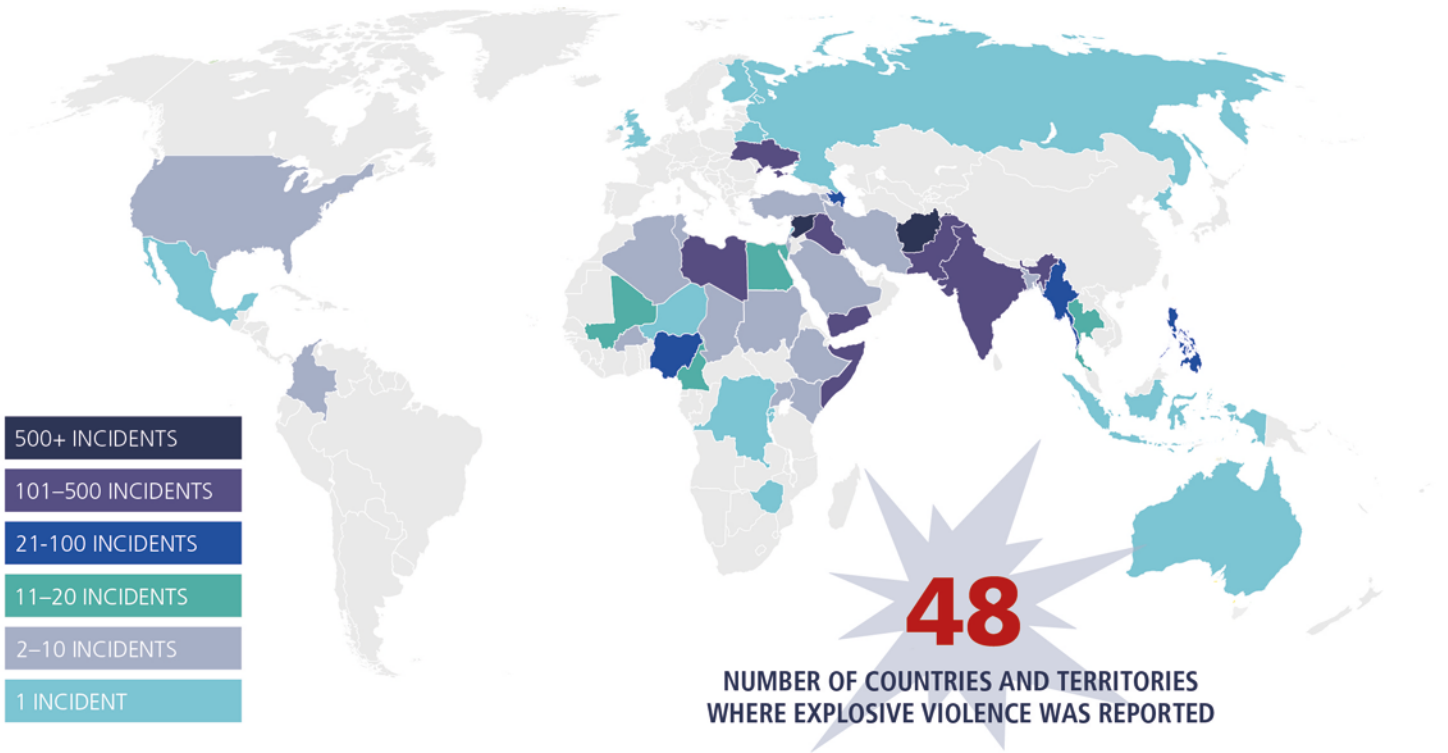 500+ INCIDENTS
101–500 INCIDENTS
21-100 INCIDENTS
11–20 INCIDENTS
2–10 INCIDENTS
1 INCIDENT
48
NUMBER OF COUNTRIES AND TERRITORIES
WHERE EXPLOSIVE VIOLENCE WAS REPORTED